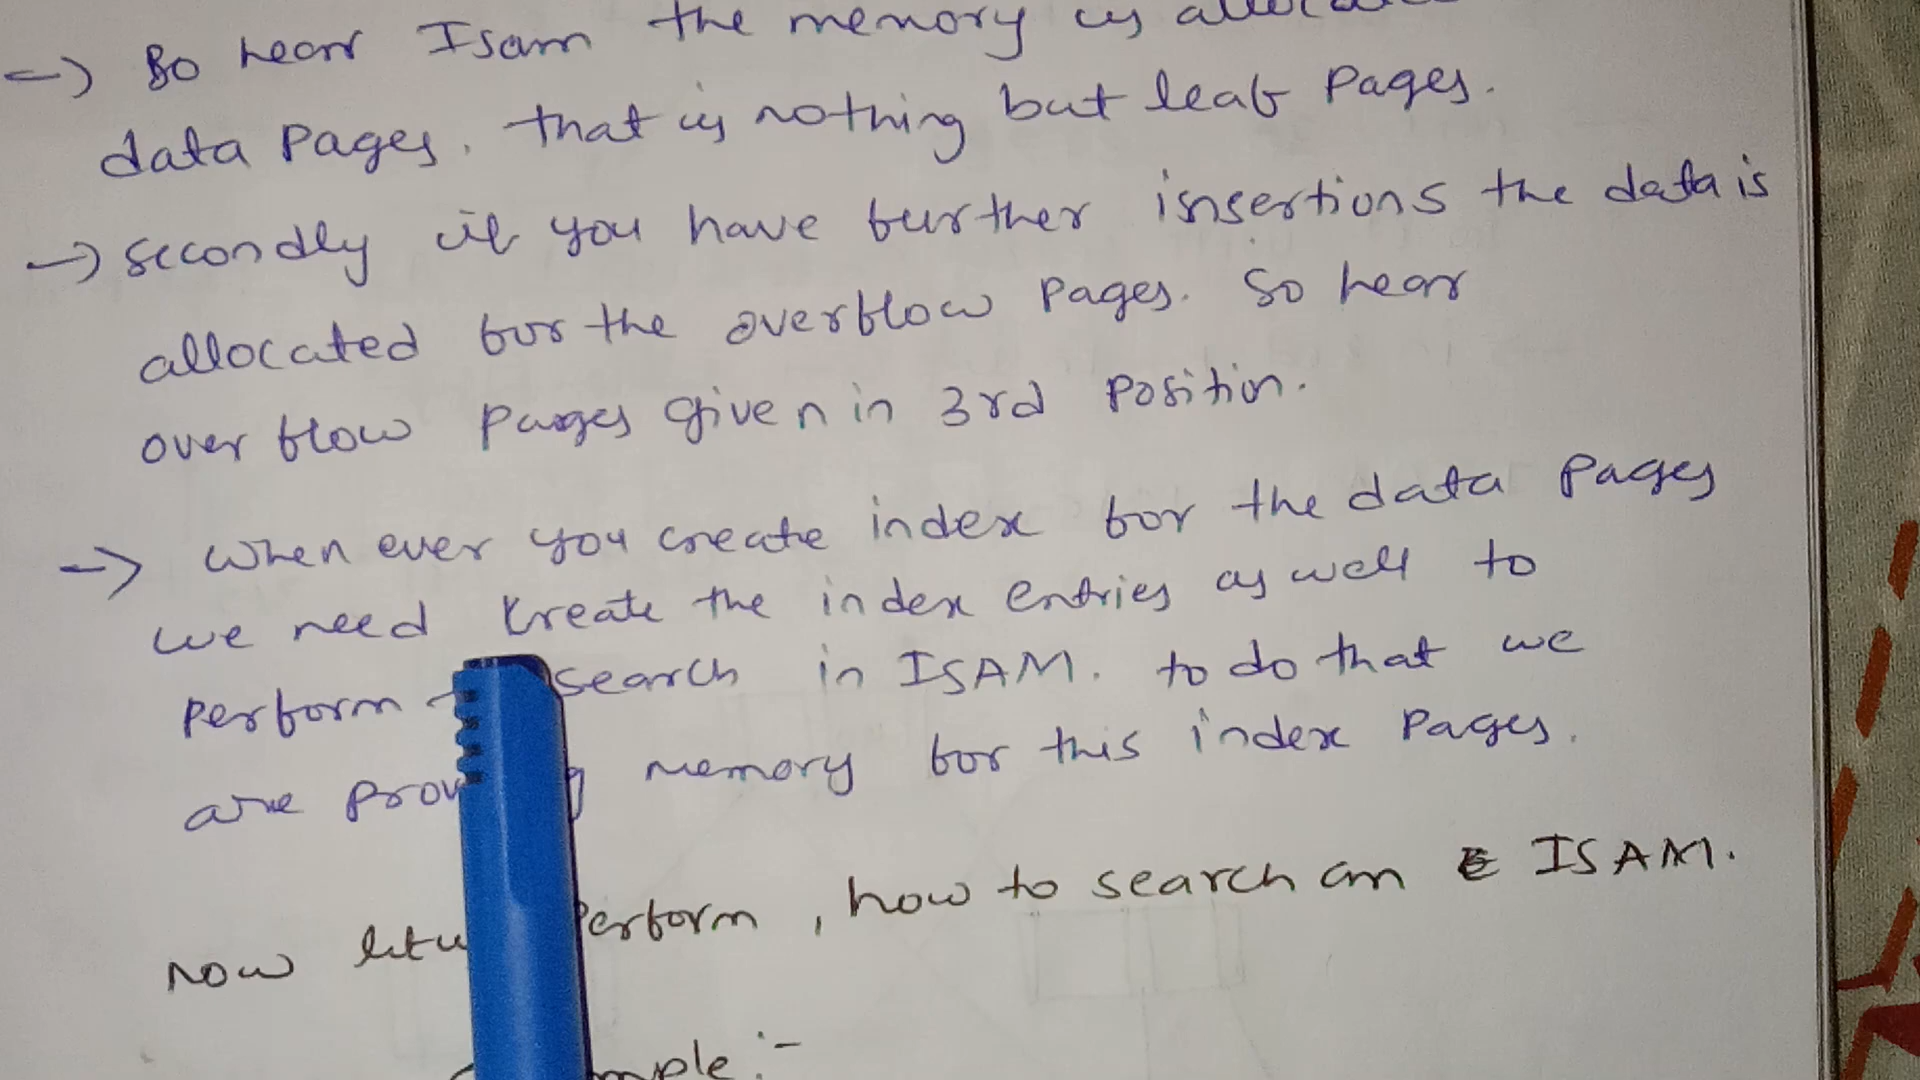 -> So hear Isam the memory is
data pages. that is nothing but leaf pages.
-> secondly if you have further insertions the data is
allocated for the overflow pages. So hear
over flow pages given in 3rd position.
-> when ever you create index for the data pages
we need create the index entries as well to
perform search in ISAM. to do that we
are memory for this index pages.
now perform, how to search an ISAM.
:-